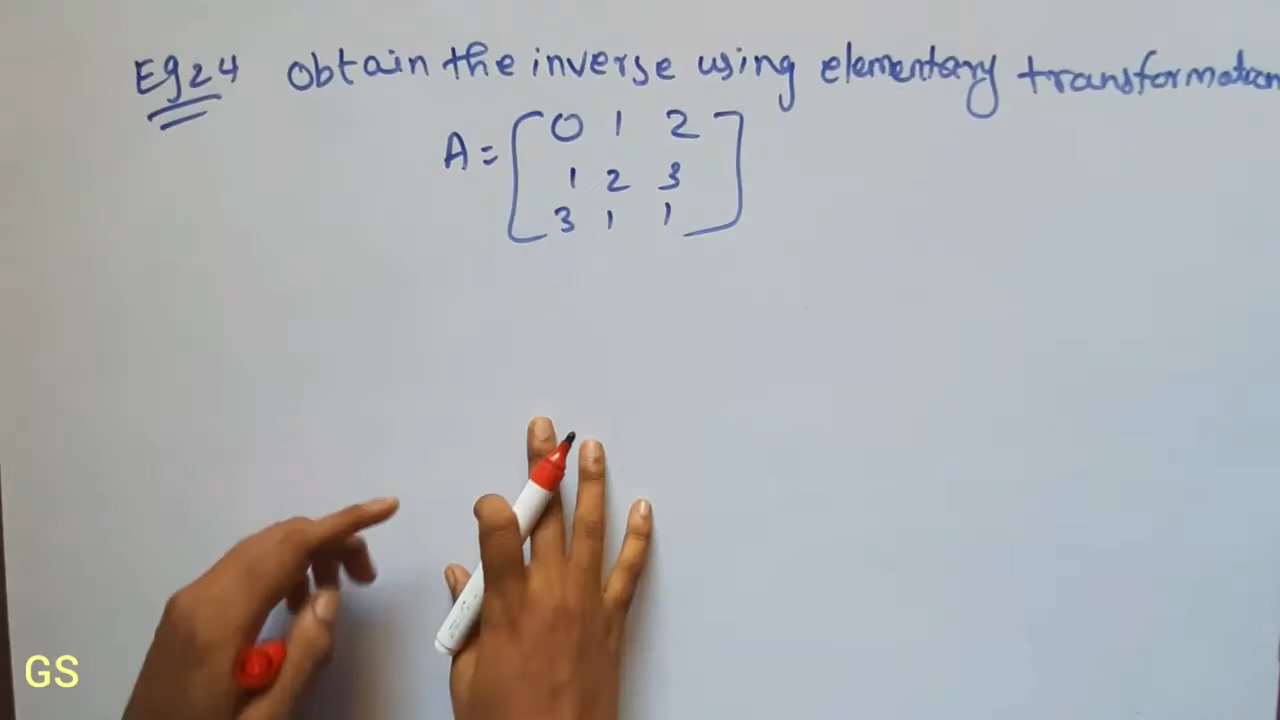 Eg 24 Obtain the inverse using elementary transformation
A = [ 0 1 2
1 2 3
3 1 1 ]
GS